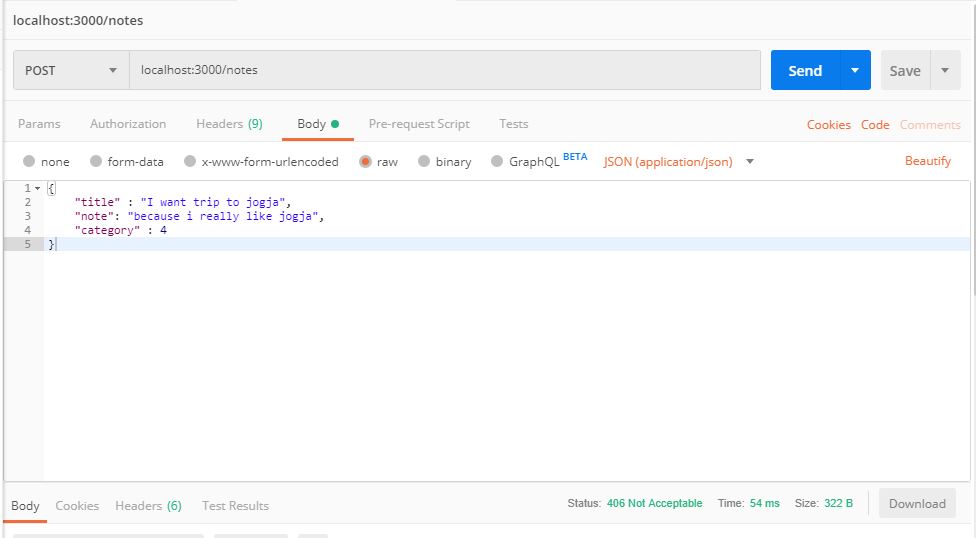 localhost:3000/notes
POST localhost:3000/notes Send Save
Params Authorization Headers (9) Body Pre-request Script Tests Cookies Code Comments
none form-data x-www-form-urlencoded raw binary GraphQL BETA JSON (application/json) Beautify
1 {
2 "title" : "I want trip to jogja",
3 "note": "because i really like jogja",
4 "category" : 4
5 }
Body Cookies Headers (6) Test Results Status: 406 Not Acceptable Time: 54 ms Size: 322 B Download